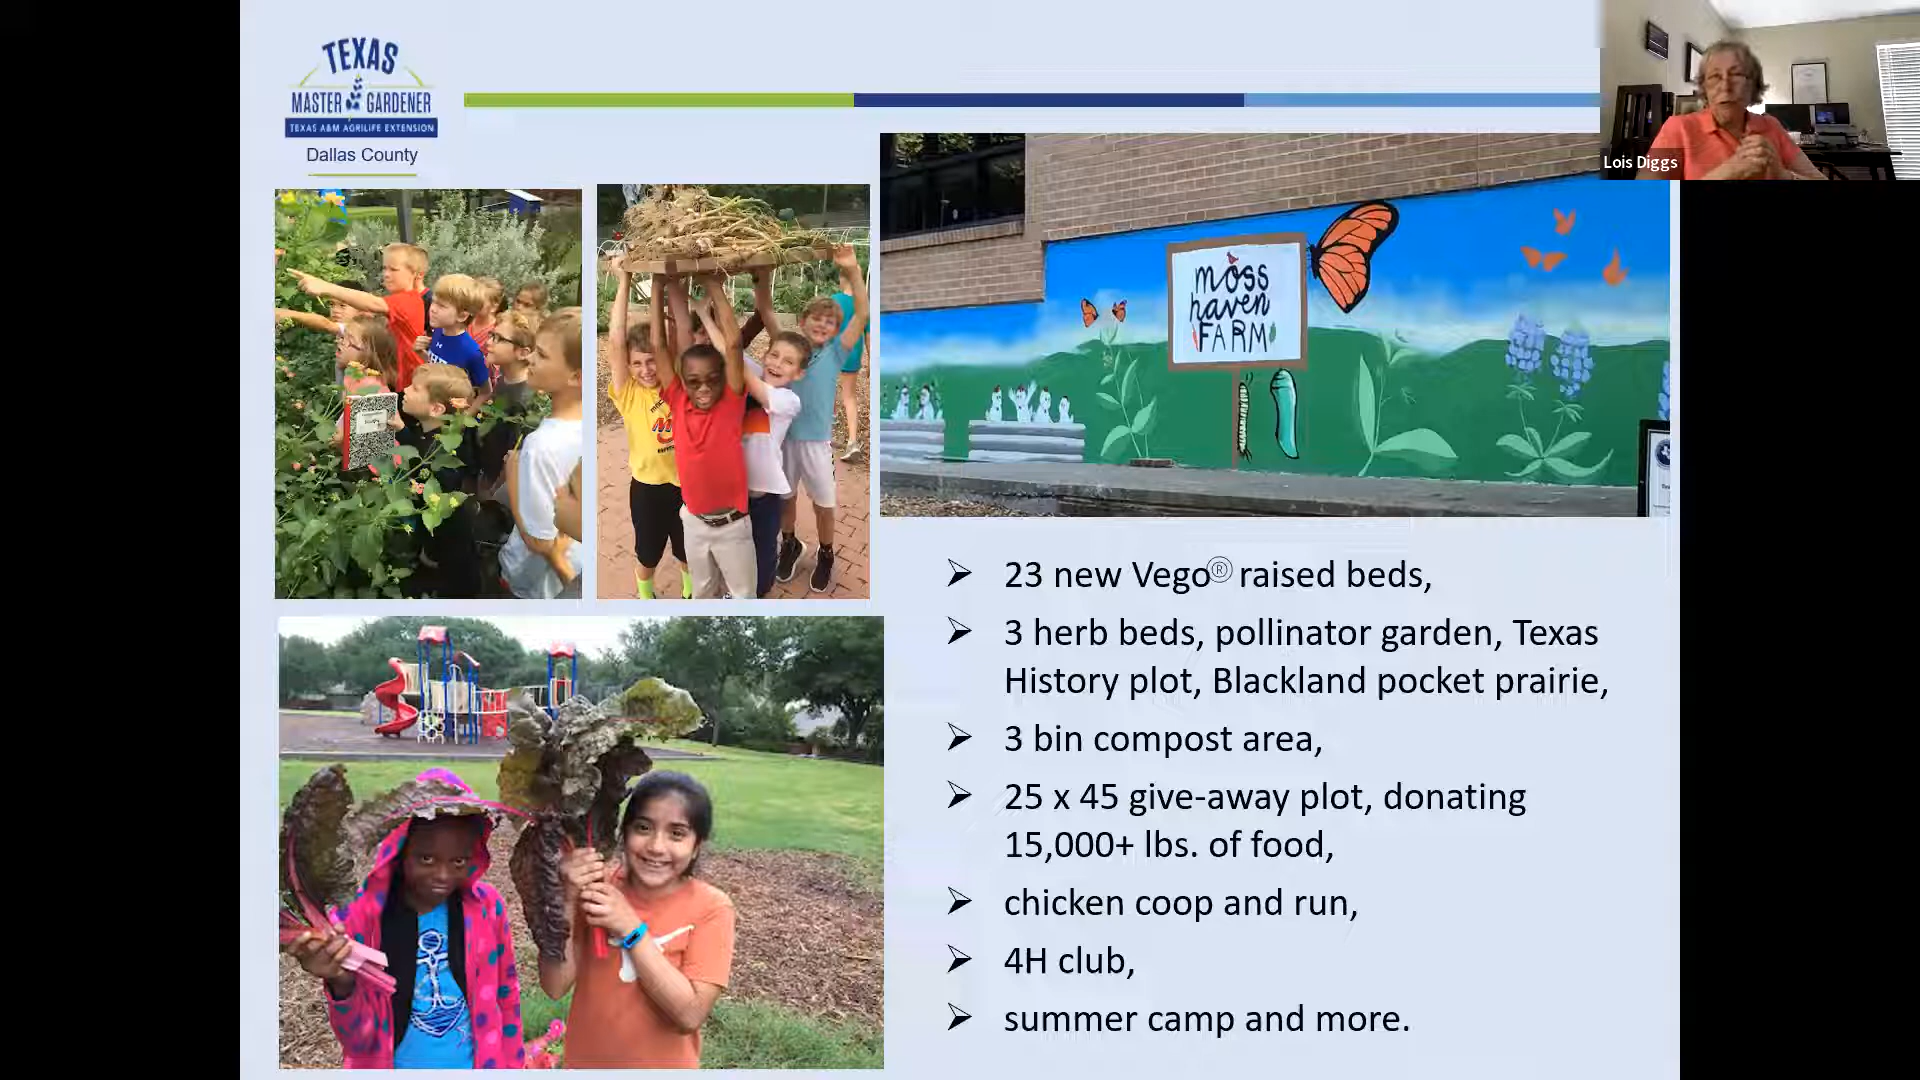 TEXAS
MASTER GARDENER
TEXAS A&M AGRILIFE EXTENSION
Dallas County
Lois Diggs
moss
haven
FARM
➢ 23 new Vego® raised beds,
➢ 3 herb beds, pollinator garden, Texas
History plot, Blackland pocket prairie,
➢ 3 bin compost area,
➢ 25 x 45 give-away plot, donating
15,000+ lbs. of food,
➢ chicken coop and run,
➢ 4H club,
➢ summer camp and more.